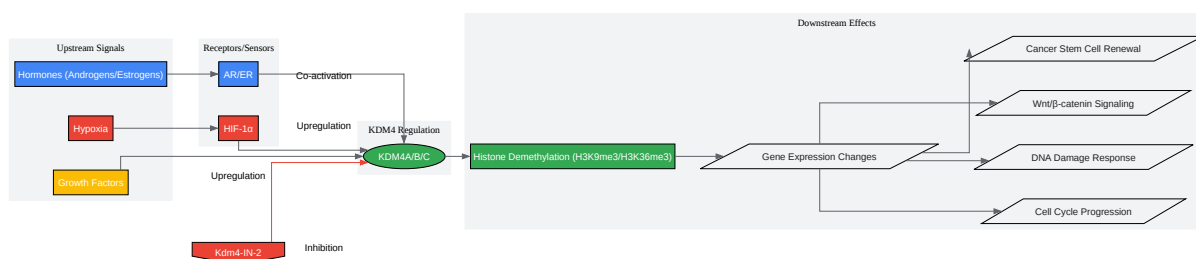 Downstream Effects
Upstream Signals
Receptors/Sensors
Cancer Stem Cell Renewal
Hormones (Androgens/Estrogens)
AR/ER
Co-activation
Wnt/β-catenin Signaling
Hypoxia
HIF-1α
Upregulation
KDM4 Regulation
KDM4A/B/C
Histone Demethylation (H3K9me3/H3K36me3)
Gene Expression Changes
DNA Damage Response
Growth Factors
Upregulation
Cell Cycle Progression
Kdm4-IN-2
Inhibition